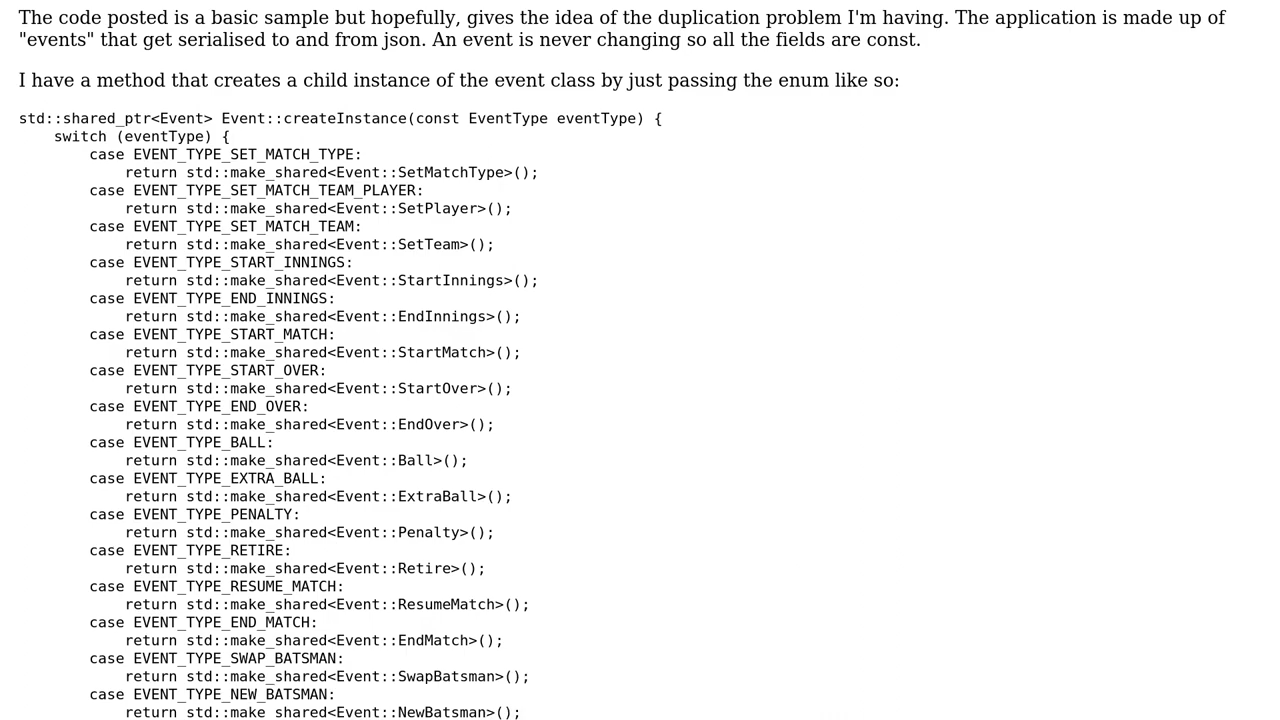 The code posted is a basic sample but hopefully, gives the idea of the duplication problem I'm having. The application is made up of
"events" that get serialised to and from json. An event is never changing so all the fields are const.
I have a method that creates a child instance of the event class by just passing the enum like so:
std::shared_ptr<Event> Event::createInstance(const EventType eventType) {
    switch (eventType) {
        case EVENT_TYPE_SET_MATCH_TYPE:
            return std::make_shared<Event::SetMatchType>();
        case EVENT_TYPE_SET_MATCH_TEAM_PLAYER:
            return std::make_shared<Event::SetPlayer>();
        case EVENT_TYPE_SET_MATCH_TEAM:
            return std::make_shared<Event::SetTeam>();
        case EVENT_TYPE_START_INNINGS:
            return std::make_shared<Event::StartInnings>();
        case EVENT_TYPE_END_INNINGS:
            return std::make_shared<Event::EndInnings>();
        case EVENT_TYPE_START_MATCH:
            return std::make_shared<Event::StartMatch>();
        case EVENT_TYPE_START_OVER:
            return std::make_shared<Event::StartOver>();
        case EVENT_TYPE_END_OVER:
            return std::make_shared<Event::EndOver>();
        case EVENT_TYPE_BALL:
            return std::make_shared<Event::Ball>();
        case EVENT_TYPE_EXTRA_BALL:
            return std::make_shared<Event::ExtraBall>();
        case EVENT_TYPE_PENALTY:
            return std::make_shared<Event::Penalty>();
        case EVENT_TYPE_RETIRE:
            return std::make_shared<Event::Retire>();
        case EVENT_TYPE_RESUME_MATCH:
            return std::make_shared<Event::ResumeMatch>();
        case EVENT_TYPE_END_MATCH:
            return std::make_shared<Event::EndMatch>();
        case EVENT_TYPE_SWAP_BATSMAN:
            return std::make_shared<Event::SwapBatsman>();
        case EVENT_TYPE_NEW_BATSMAN:
            return std::make_shared<Event::NewBatsman>();